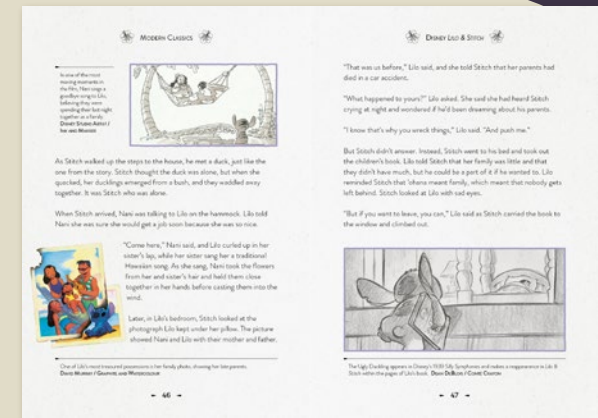 MODERN CLASSICS
In one of the most
moving moments in
the film, Nani sings a
goodbye song to Lilo,
believing they were
spending their last night
together as a family.
DISNEY STUDIO ARTIST /
INK AND MARKER
As Stitch walked up the steps to the house, he met a duck, just like the
one from the story. Stitch thought the duck was alone, but when she
quacked, her ducklings emerged from a bush, and they waddled away
together. It was Stitch who was alone.
When Stitch arrived, Nani was talking to Lilo on the hammock. Lilo told
Nani she was sure she would get a job soon because she was so nice.
"Come here," Nani said, and Lilo curled up in her
sister's lap, while her sister sang her a traditional
Hawaiian song. As she sang, Nani took the flowers
from her and sister's hair and held them close
together in her hands before casting them into the
wind.
Later, in Lilo's bedroom, Stitch looked at the
photograph Lilo kept under her pillow. The picture
showed Nani and Lilo with their mother and father.
One of Lilo's most treasured possessions is her family photo, showing her late parents.
DAVID MURRAY / GRAPHITE AND WATERCOLOUR
46
DISNEY LILO & STITCH
"That was us before," Lilo said, and she told Stitch that her parents had
died in a car accident.
"What happened to yours?" Lilo asked. She said she had heard Stitch
crying at night and wondered if he'd been dreaming about his parents.
"I know that's why you wreck things," Lilo said. "And push me."
But Stitch didn't answer. Instead, Stitch went to his bed and took out
the children's book. Lilo told Stitch that her family was little and that
they didn't have much, but he could be a part of it if he wanted to. Lilo
reminded Stitch that 'ohana meant family, which meant that nobody gets
left behind. Stitch looked at Lilo with sad eyes.
"But if you want to leave, you can," Lilo said as Stitch carried the book to
the window and climbed out.
The Ugly Duckling appears in Disney's 1939 Silly Symphonies and makes a reappearance in Lilo &
Stitch within the pages of Lilo's book. DEAN DEBLOIS / CONTÉ CRAYON
47